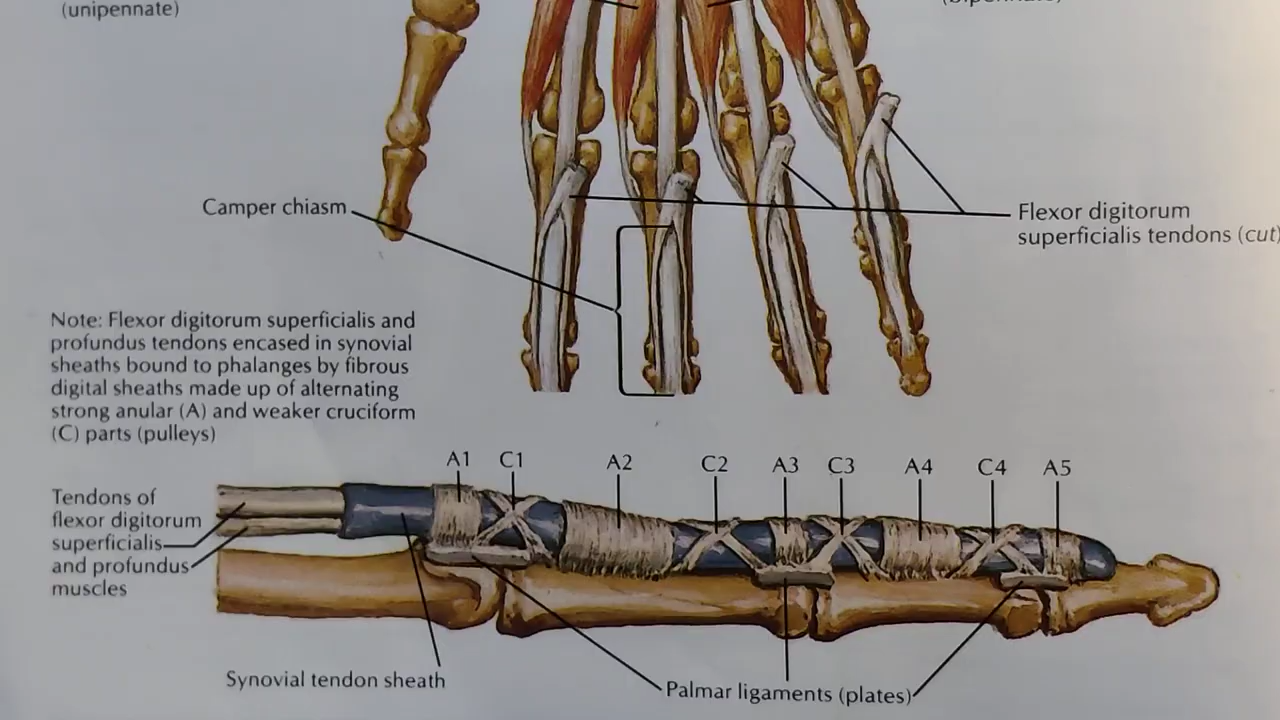 (unipennate)
Camper chiasm
Flexor digitorum
superficialis tendons (cut)
Note: Flexor digitorum superficialis and
profundus tendons encased in synovial
sheaths bound to phalanges by fibrous
digital sheaths made up of alternating
strong anular (A) and weaker cruciform
(C) parts (pulleys)
A1 C1 A2 C2 A3 C3 A4 C4 A5
Tendons of
flexor digitorum
superficialis
and profundus
muscles
Synovial tendon sheath
Palmar ligaments (plates)